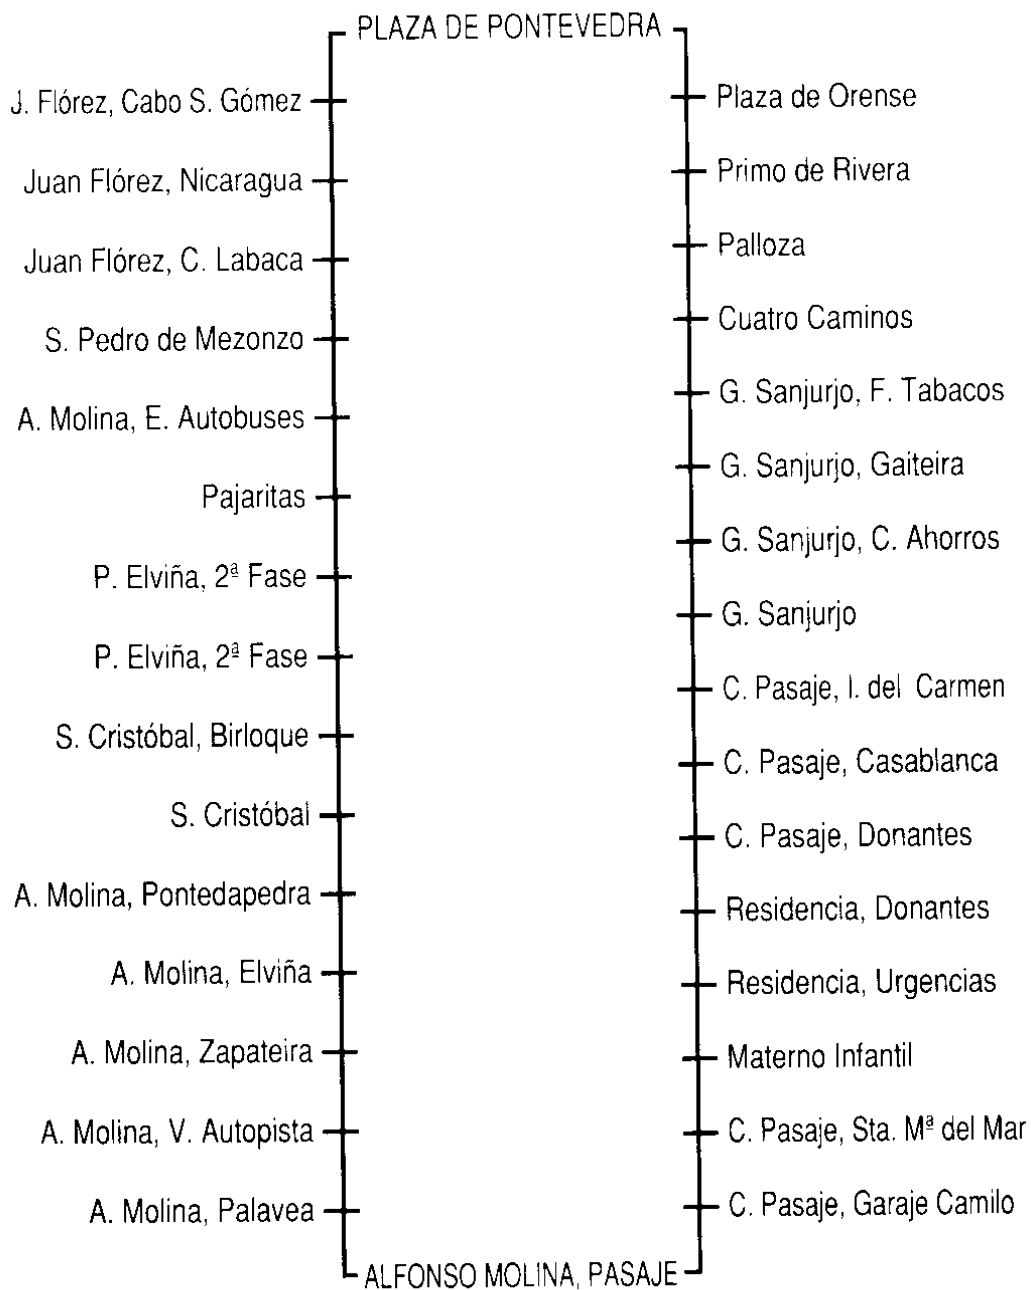 PLAZA DE PONTEVEDRA
J. Flórez, Cabo S. Gómez
Juan Flórez, Nicaragua
Juan Flórez, C. Labaca
S. Pedro de Mezonzo
A. Molina, E. Autobuses
Pajaritas
P. Elviña, 2ª Fase
P. Elviña, 2ª Fase
S. Cristóbal, Birloque
S. Cristóbal
A. Molina, Pontedapedra
A. Molina, Elviña
A. Molina, Zapateira
A. Molina, V. Autopista
A. Molina, Palavea
Plaza de Orense
Primo de Rivera
Palloza
Cuatro Caminos
G. Sanjurjo, F. Tabacos
G. Sanjurjo, Gaiteira
G. Sanjurjo, C. Ahorros
G. Sanjurjo
C. Pasaje, I. del Carmen
C. Pasaje, Casablanca
C. Pasaje, Donantes
Residencia, Donantes
Residencia, Urgencias
Materno Infantil
C. Pasaje, Sta. Mª del Mar
C. Pasaje, Garaje Camilo
ALFONSO MOLINA, PASAJE